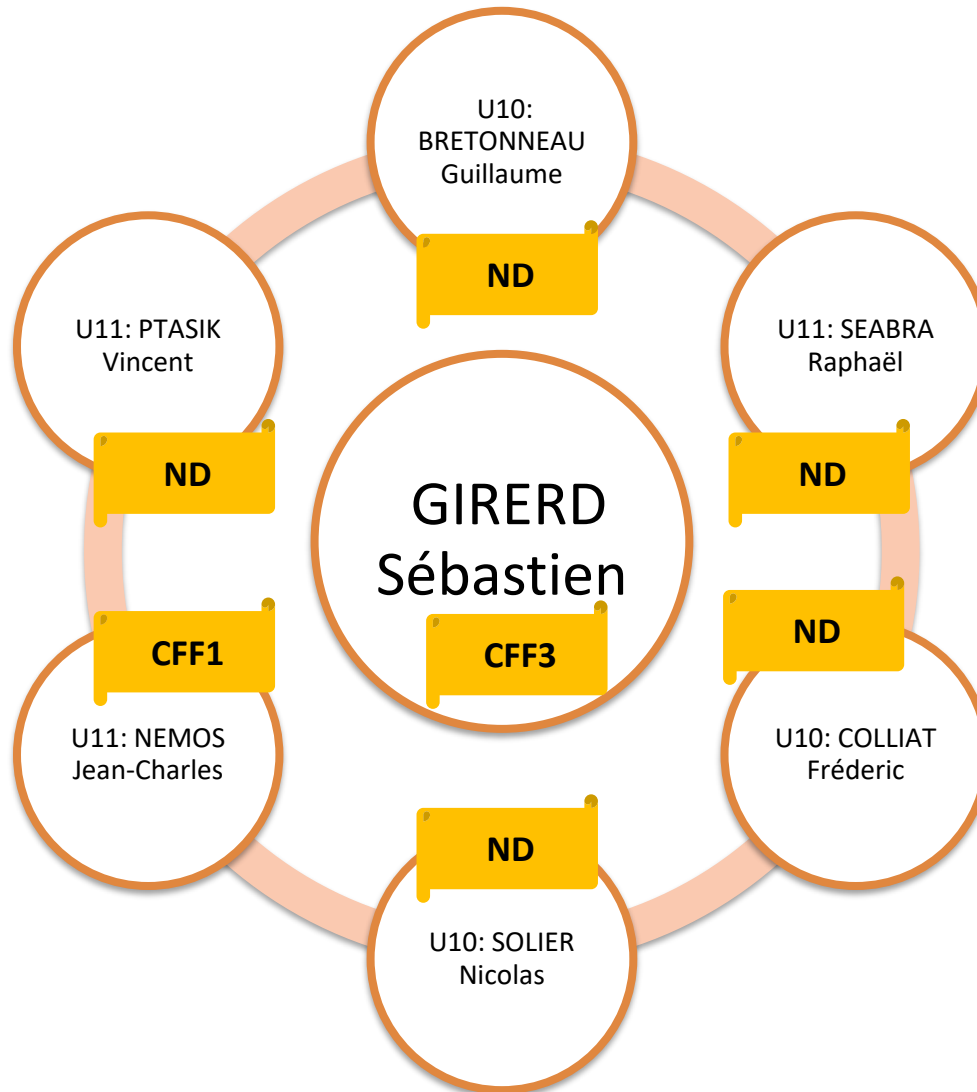 U10:
BRETONNEAU
Guillaume
ND
U11: PTASIK
Vincent
ND
U11: SEABRA
Raphaël
ND
GIRERD
Sébastien
CFF3
CFF1
U11: NEMOS
Jean-Charles
ND
U10: COLLIAT
Fréderic
ND
U10: SOLIER
Nicolas